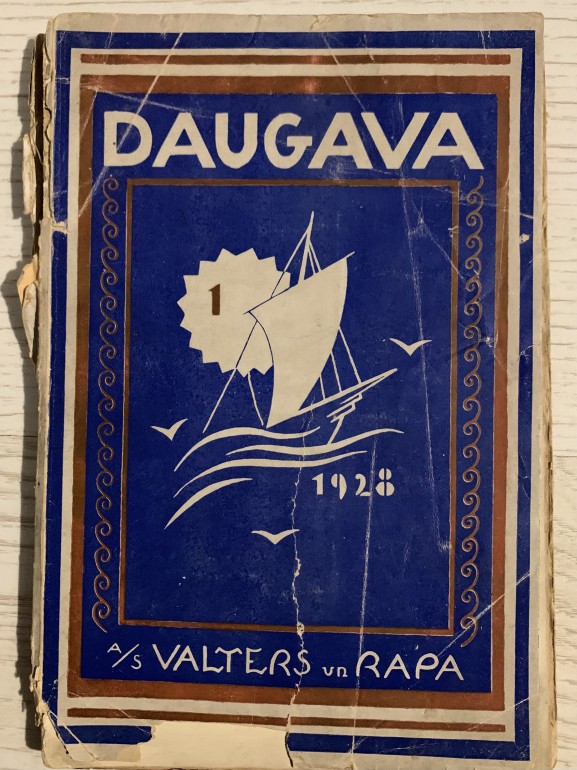 DAUGAVA
1
1928
A/S VALTERS un RAPA